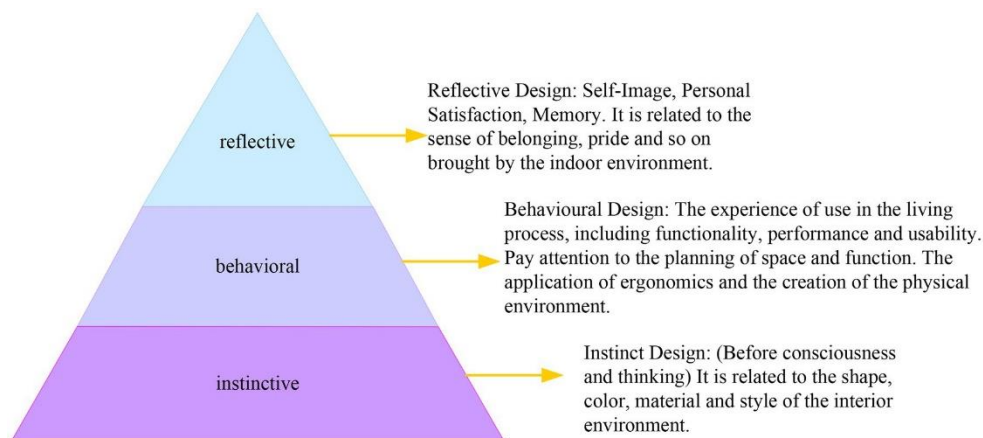 reflective
Reflective Design: Self-Image, Personal
Satisfaction, Memory. It is related to the
sense of belonging, pride and so on
brought by the indoor environment.
behavioral
Behavioural Design: The experience of use in the living
process, including functionality, performance and usability.
Pay attention to the planning of space and function. The
application of ergonomics and the creation of the physical
environment.
instinctive
Instinct Design: (Before consciousness
and thinking) It is related to the shape,
color, material and style of the interior
environment.